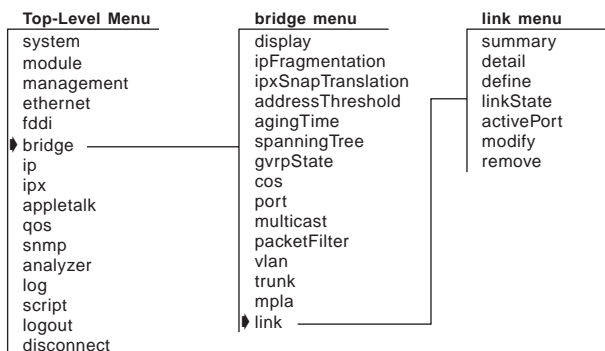 Top-Level Menu
system
module
management
ethernet
fddi
bridge
ip
ipx
appletalk
qos
snmp
analyzer
log
script
logout
disconnect
bridge menu
display
ipFragmentation
ipxSnapTranslation
addressThreshold
agingTime
spanningTree
gvrpState
cos
port
multicast
packetFilter
vlan
trunk
mpla
link
link menu
summary
detail
define
linkState
activePort
modify
remove